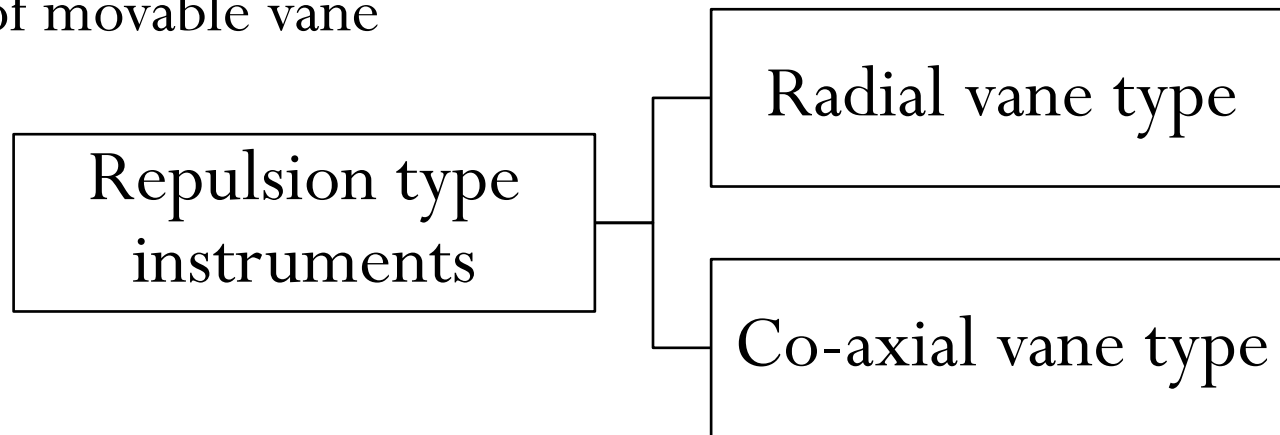 of movable vane
Radial vane type
Repulsion type
instruments
Co-axial vane type